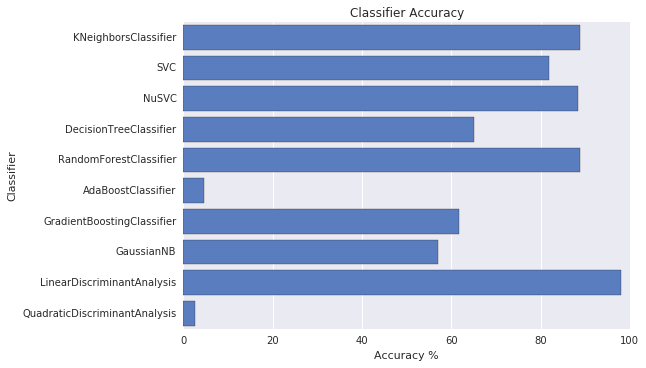 Classifier Accuracy
KNeighborsClassifier
SVC
NuSVC
DecisionTreeClassifier
RandomForestClassifier
AdaBoostClassifier
GradientBoostingClassifier
GaussianNB
LinearDiscriminantAnalysis
QuadraticDiscriminantAnalysis
Classifier
0 20 40 60 80 100
Accuracy %